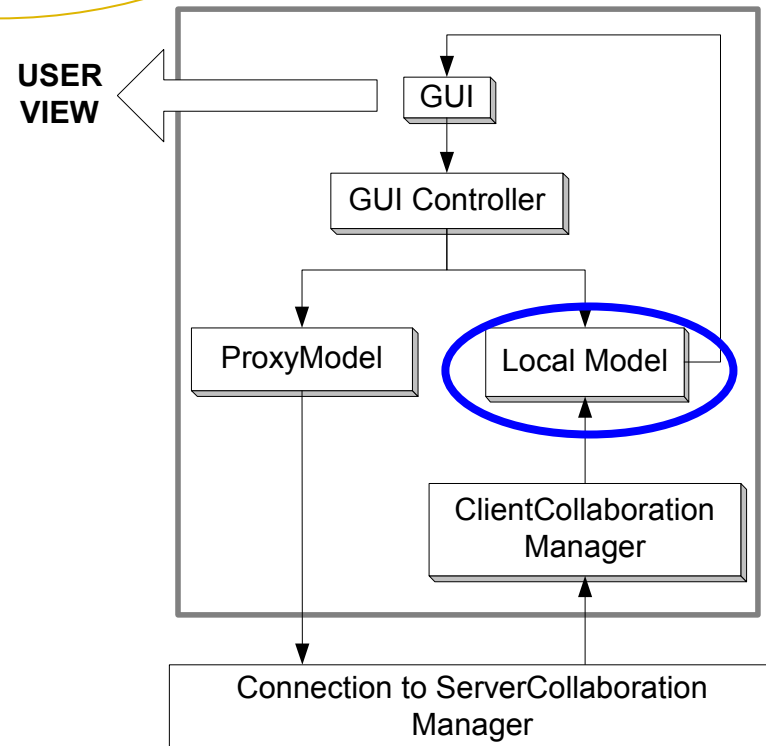 USER
VIEW
GUI
GUI Controller
ProxyModel
Local Model
ClientCollaboration
Manager
Connection to ServerCollaboration
Manager